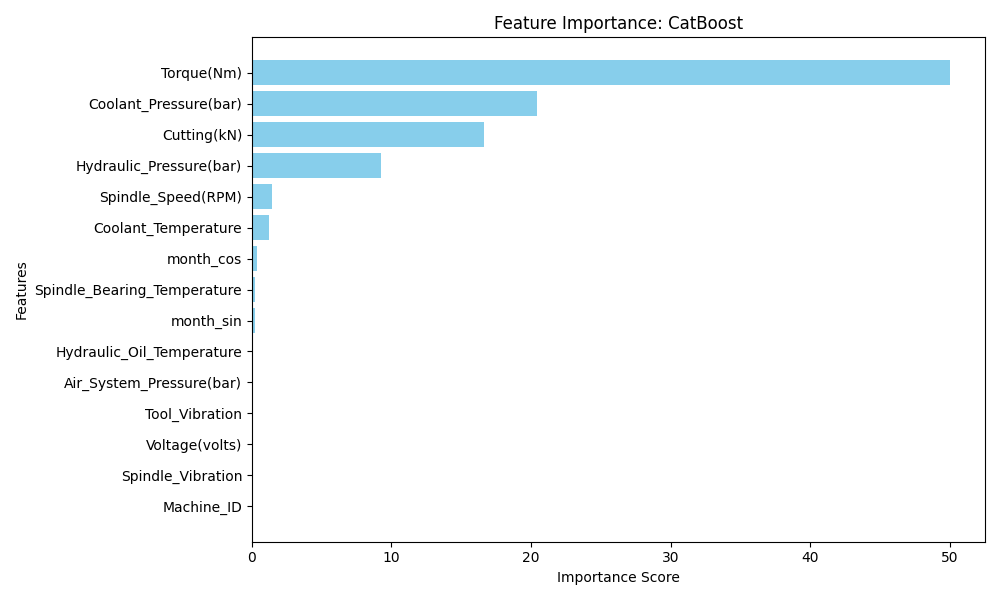 Feature Importance: CatBoost
Features
Torque(Nm)
Coolant_Pressure(bar)
Cutting(kN)
Hydraulic_Pressure(bar)
Spindle_Speed(RPM)
Coolant_Temperature
month_cos
Spindle_Bearing_Temperature
month_sin
Hydraulic_Oil_Temperature
Air_System_Pressure(bar)
Tool_Vibration
Voltage(volts)
Spindle_Vibration
Machine_ID
0 10 20 30 40 50
Importance Score